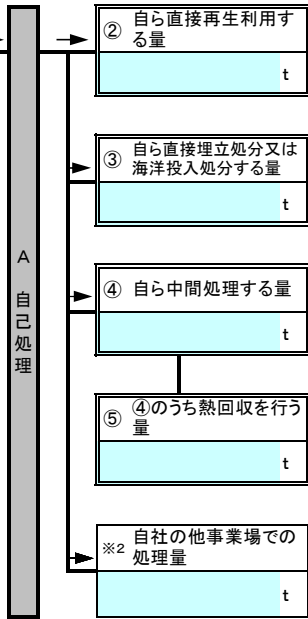 ② 自ら直接再生利用す
る量
t
③ 自ら直接埋立処分又は
海洋投入処分する量
t
A
自己処理
④ 自ら中間処理する量
t
⑤ ④のうち熱回収を行う
量
t
※2 自社の他事業場での
処理量
t